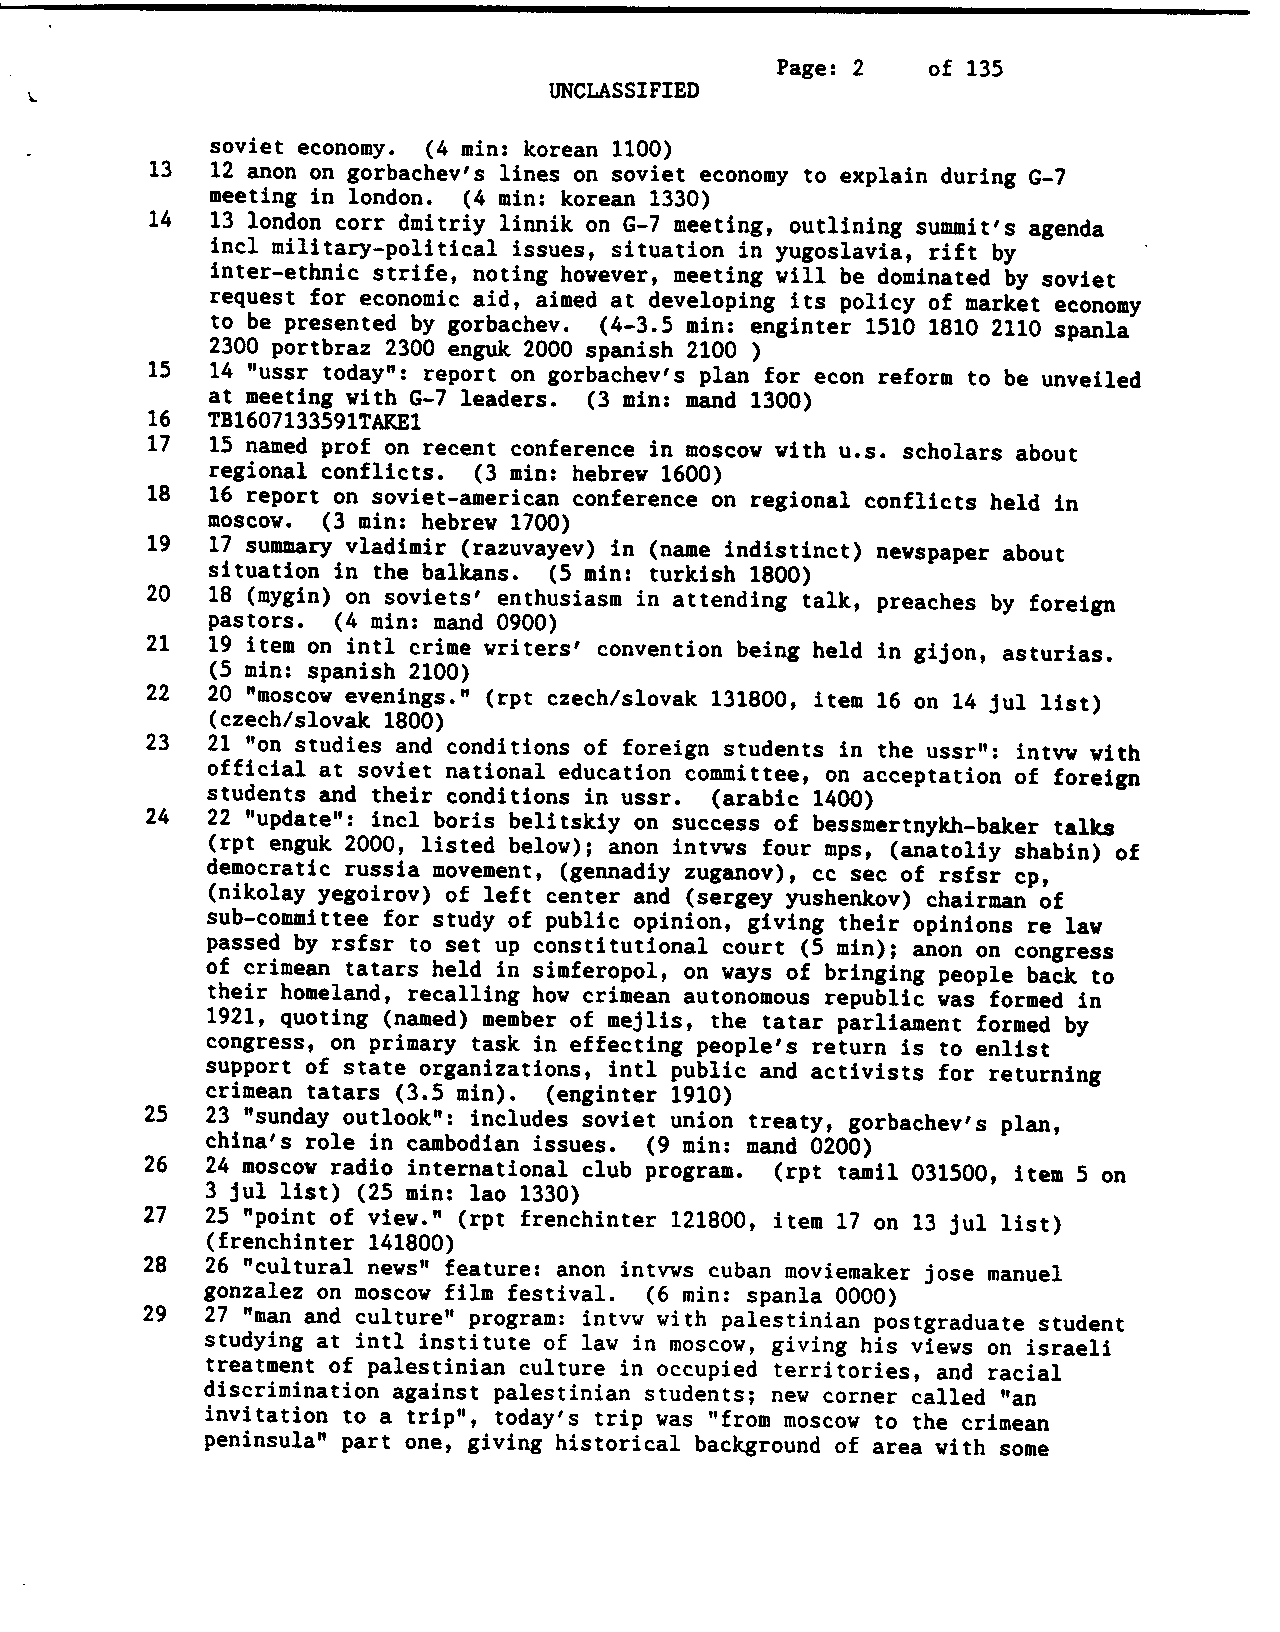 Page: 2 of 135
UNCLASSIFIED
soviet economy. (4 min: korean 1100)
13 12 anon on gorbachev's lines on soviet economy to explain during G-7
meeting in london. (4 min: korean 1330)
14 13 london corr dmitriy linnik on G-7 meeting, outlining summit's agenda
incl military-political issues, situation in yugoslavia, rift by
inter-ethnic strife, noting however, meeting will be dominated by soviet
request for economic aid, aimed at developing its policy of market economy
to be presented by gorbachev. (4-3.5 min: enginter 1510 1810 2110 spanla
2300 portbraz 2300 enguk 2000 spanish 2100 )
15 14 "ussr today": report on gorbachev's plan for econ reform to be unveiled
at meeting with G-7 leaders. (3 min: mand 1300)
16 TB1607133591TAKE1
17 15 named prof on recent conference in moscow with u.s. scholars about
regional conflicts. (3 min: hebrew 1600)
18 16 report on soviet-american conference on regional conflicts held in
moscow. (3 min: hebrew 1700)
19 17 summary vladimir (razuvayev) in (name indistinct) newspaper about
situation in the balkans. (5 min: turkish 1800)
20 18 (mygin) on soviets' enthusiasm in attending talk, preaches by foreign
pastors. (4 min: mand 0900)
21 19 item on intl crime writers' convention being held in gijon, asturias.
(5 min: spanish 2100)
22 20 "moscow evenings." (rpt czech/slovak 131800, item 16 on 14 jul list)
(czech/slovak 1800)
23 21 "on studies and conditions of foreign students in the ussr": intvw with
official at soviet national education committee, on acceptation of foreign
students and their conditions in ussr. (arabic 1400)
24 22 "update": incl boris belitskiy on success of bessmertnykh-baker talks
(rpt enguk 2000, listed below); anon intvws four mps, (anatoliy shabin) of
democratic russia movement, (gennadiy zuganov), cc sec of rsfsr cp,
(nikolay yegoirov) of left center and (sergey yushenkov) chairman of
sub-committee for study of public opinion, giving their opinions re law
passed by rsfsr to set up constitutional court (5 min); anon on congress
of crimean tatars held in simferopol, on ways of bringing people back to
their homeland, recalling how crimean autonomous republic was formed in
1921, quoting (named) member of mejlis, the tatar parliament formed by
congress, on primary task in effecting people's return is to enlist
support of state organizations, intl public and activists for returning
crimean tatars (3.5 min). (enginter 1910)
25 23 "sunday outlook": includes soviet union treaty, gorbachev's plan,
china's role in cambodian issues. (9 min: mand 0200)
26 24 moscow radio international club program. (rpt tamil 031500, item 5 on
3 jul list) (25 min: lao 1330)
27 25 "point of view." (rpt frenchinter 121800, item 17 on 13 jul list)
(frenchinter 141800)
28 26 "cultural news" feature: anon intvws cuban moviemaker jose manuel
gonzalez on moscow film festival. (6 min: spanla 0000)
29 27 "man and culture" program: intvw with palestinian postgraduate student
studying at intl institute of law in moscow, giving his views on israeli
treatment of palestinian culture in occupied territories, and racial
discrimination against palestinian students; new corner called "an
invitation to a trip", today's trip was "from moscow to the crimean
peninsula" part one, giving historical background of area with some